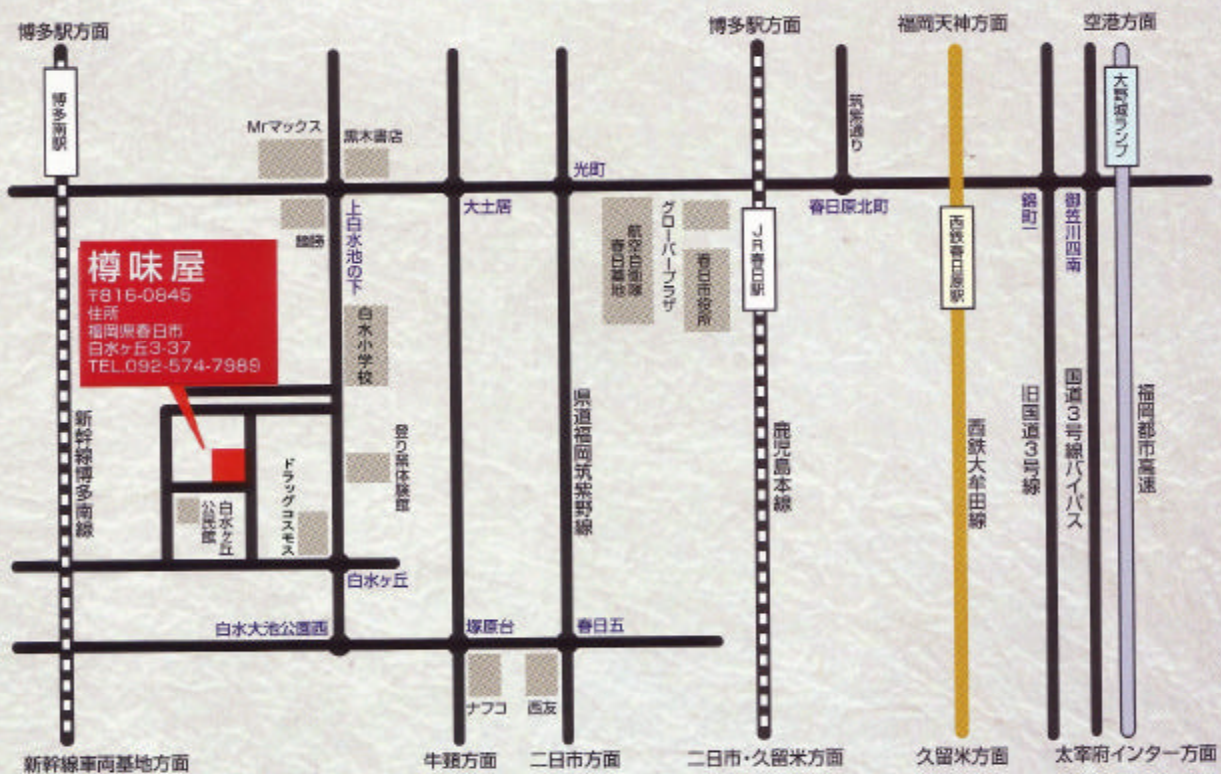 博多駅方面
博多駅方面
福岡天神方面
空港方面
博多南駅
大野城ランプ
筑紫通り
Mrマックス
黒木書店
光町
上白水池の下
大土居
春日原北町
錦町一
御笠川四南
グローバープラザ
航空自衛隊
春日基地
春日市役所
JR春日駅
西鉄春日原駅
樽味屋
〒816-0845
住所
福岡県春日市
白水ヶ丘3-37
TEL.092-574-7989
白水小学校
新幹線博多南線
登り窯体験館
ドラッグコスモス
白水ヶ丘
公民館
県道福岡筑紫野線
鹿児島本線
西鉄大牟田線
旧国道3号線
国道3号線バイパス
福岡都市高速
白水ヶ丘
白水大池公園西
塚原台
春日五
ナフコ
西友
新幹線車両基地方面
牛頸方面
二日市方面
二日市・久留米方面
久留米方面
太宰府インター方面